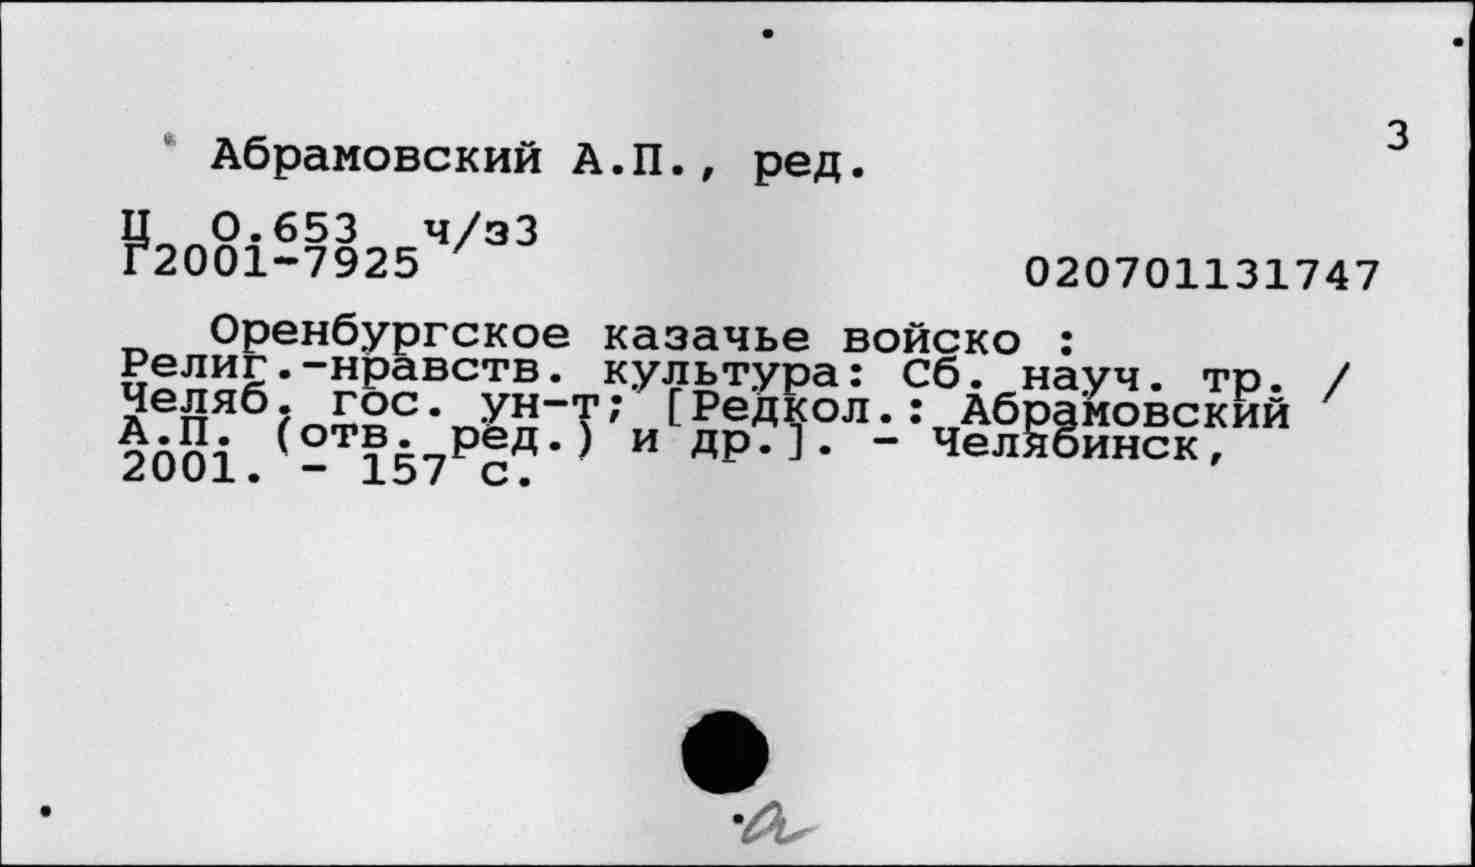 3
Абрамовский А.П., ред.
Ц 0.653 ч/з3
Г2001-7925
020701131747
Оренбургское казачье войско :
Религ.-нравств. культура: Сб. науч. тр. /
Челяб. гос. ун-т; [Редкол.: Абрамовский
А.П. (отв. ред.) и др.]. - Челябинск,
2001. - 157 с.
а